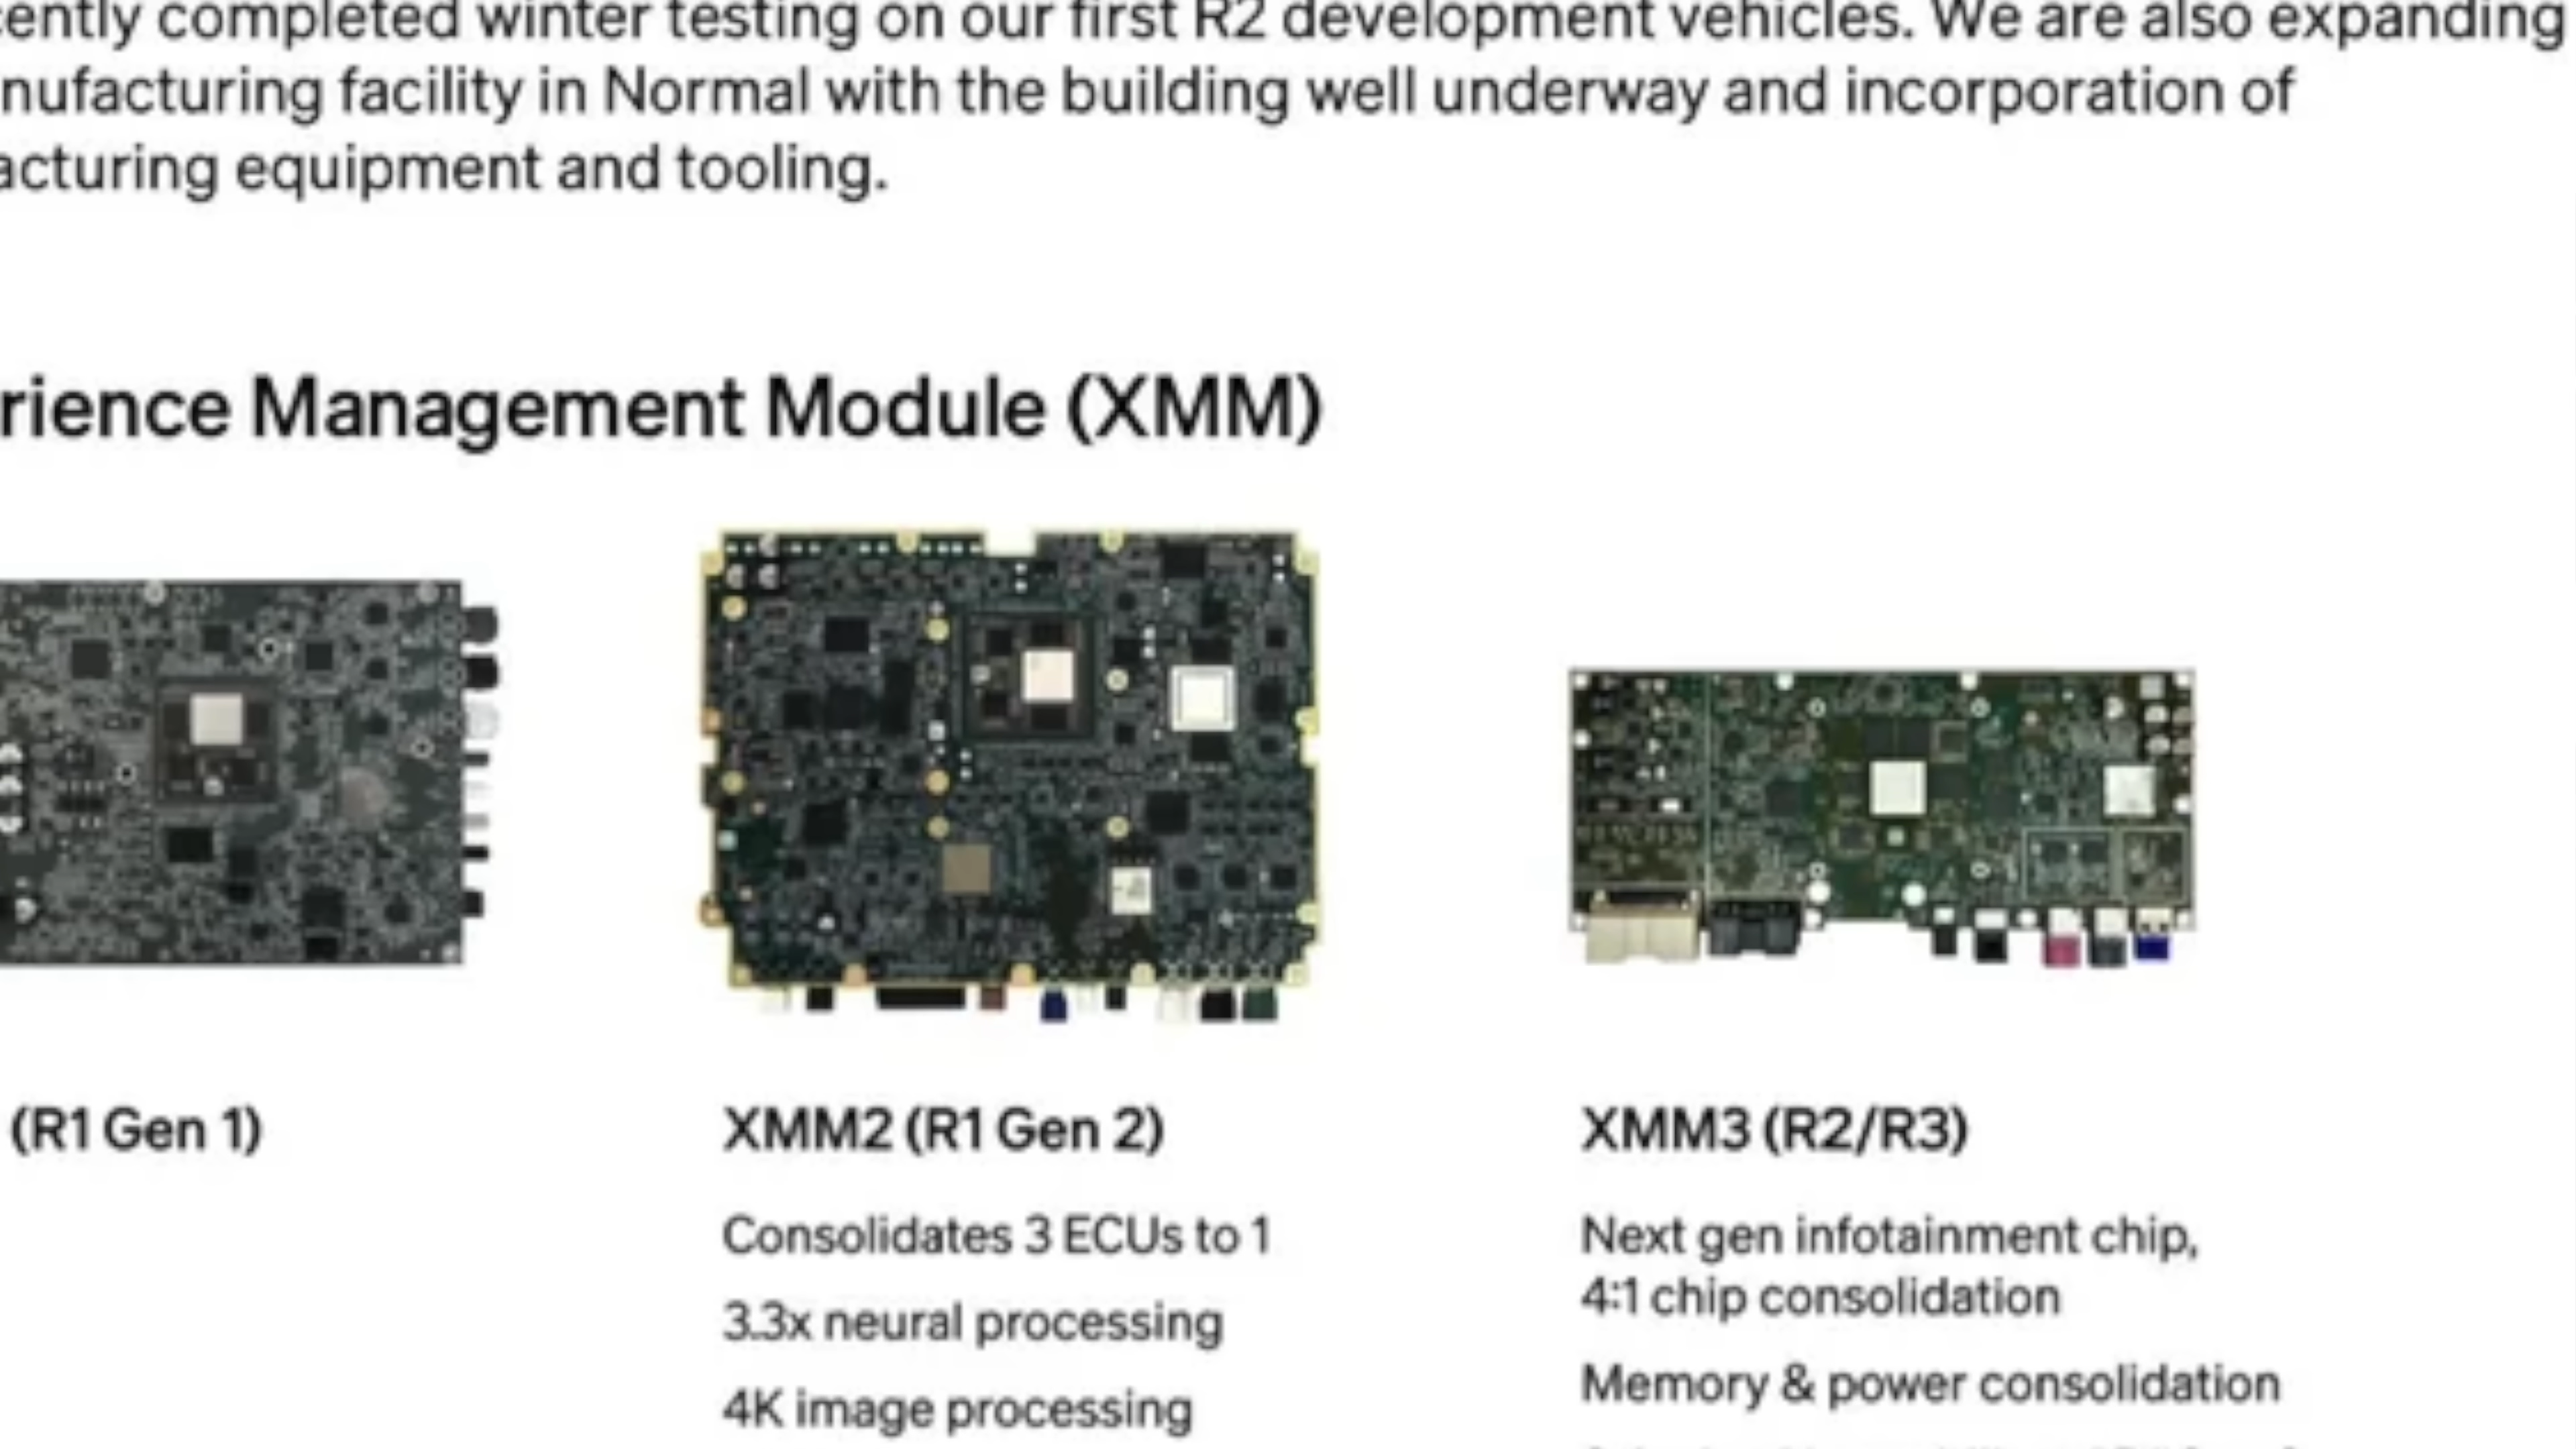 cently completed winter testing on our first R2 development vehicles. We are also expanding
nufacturing facility in Normal with the building well underway and incorporation of
acturing equipment and tooling.
rience Management Module (XMM)
(R1 Gen 1)
XMM2 (R1 Gen 2)
Consolidates 3 ECUs to 1
3.3x neural processing
4K image processing
XMM3 (R2/R3)
Next gen infotainment chip,
4:1 chip consolidation
Memory & power consolidation